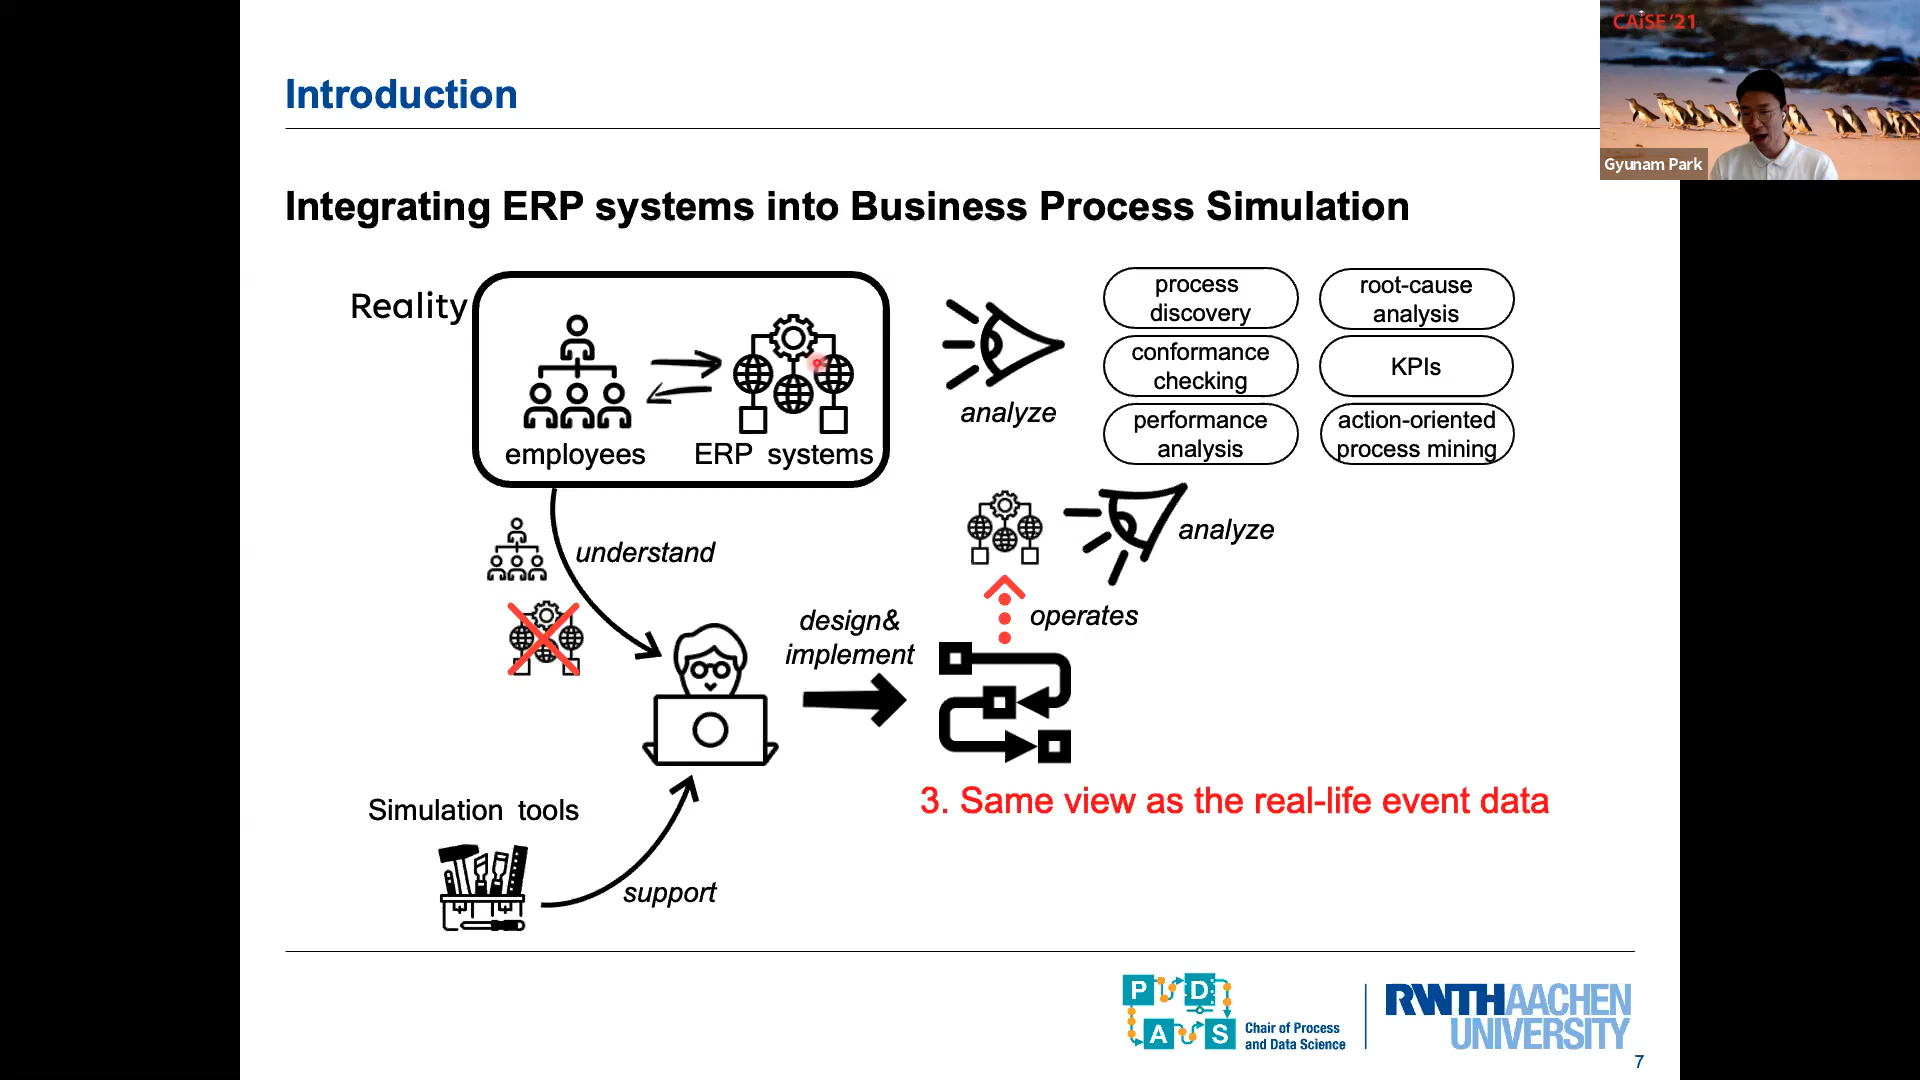 CAiSE'21
Gyunam Park
Introduction
Integrating ERP systems into Business Process Simulation
Reality
employees
ERP systems
analyze
process
discovery
root-cause
analysis
conformance
checking
KPIs
performance
analysis
action-oriented
process mining
understand
analyze
operates
design&
implement
3. Same view as the real-life event data
Simulation tools
support
P D
A S
Chair of Process
and Data Science
RWTHAACHEN
UNIVERSITY
7